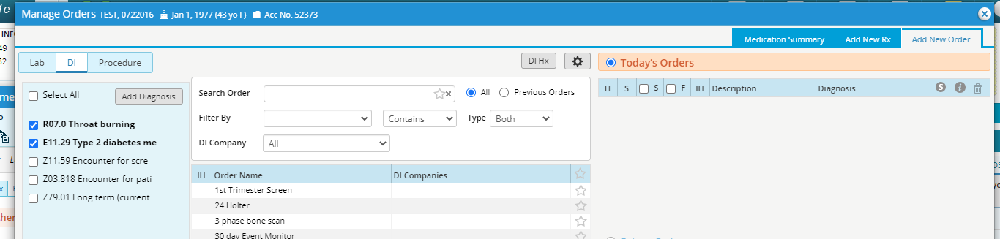 Manage Orders TEST, 0722016 Jan 1, 1977 (43 yo F) Acc No. 52373
INFO
49
32
Medication Summary Add New Rx Add New Order
Lab DI Procedure DI Hx
Select All Add Diagnosis
R07.0 Throat burning
E11.29 Type 2 diabetes me
Z11.59 Encounter for scre
Z03.818 Encounter for pati
Z79.01 Long term (current
Search Order All Previous Orders
Filter By Contains Type Both
DI Company All
IH Order Name DI Companies
1st Trimester Screen
24 Holter
3 phase bone scan
30 day Event Monitor
Today's Orders
H S S F IH Description Diagnosis S i